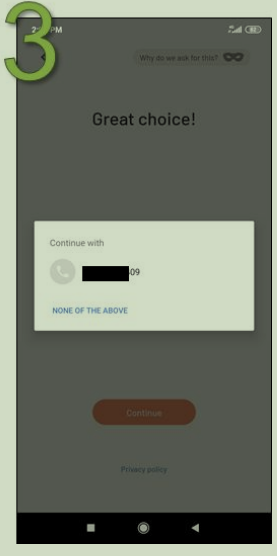 3
PM
Why do we ask for this?
Great choice!
Continue with
09
NONE OF THE ABOVE
Continue
Privacy policy